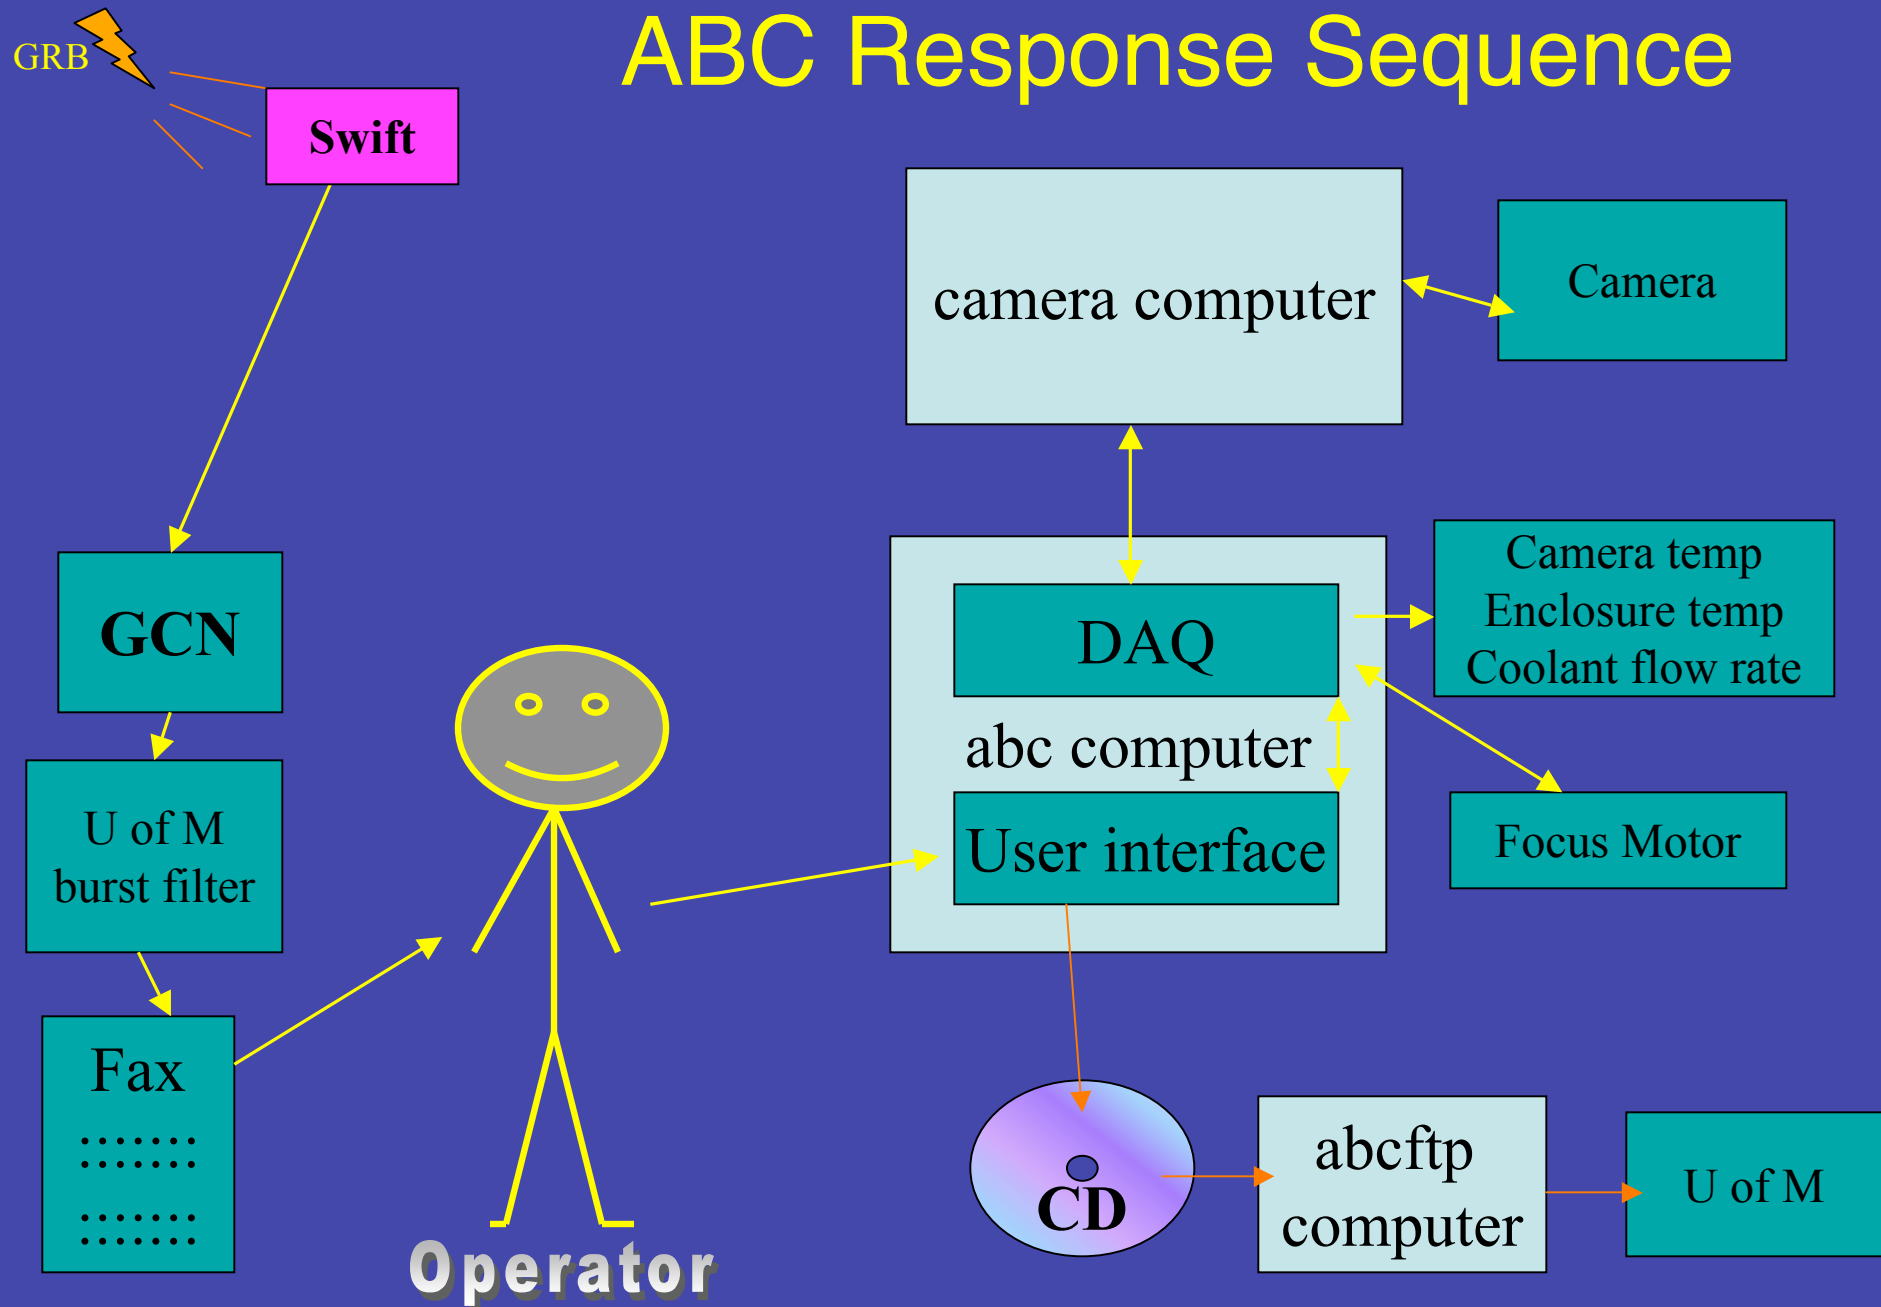 ABC Response Sequence
GRB
Swift
camera computer
Camera
GCN
DAQ
Camera temp
Enclosure temp
Coolant flow rate
abc computer
U of M
burst filter
User interface
Focus Motor
Fax
Operator
CD
abcftp
computer
U of M